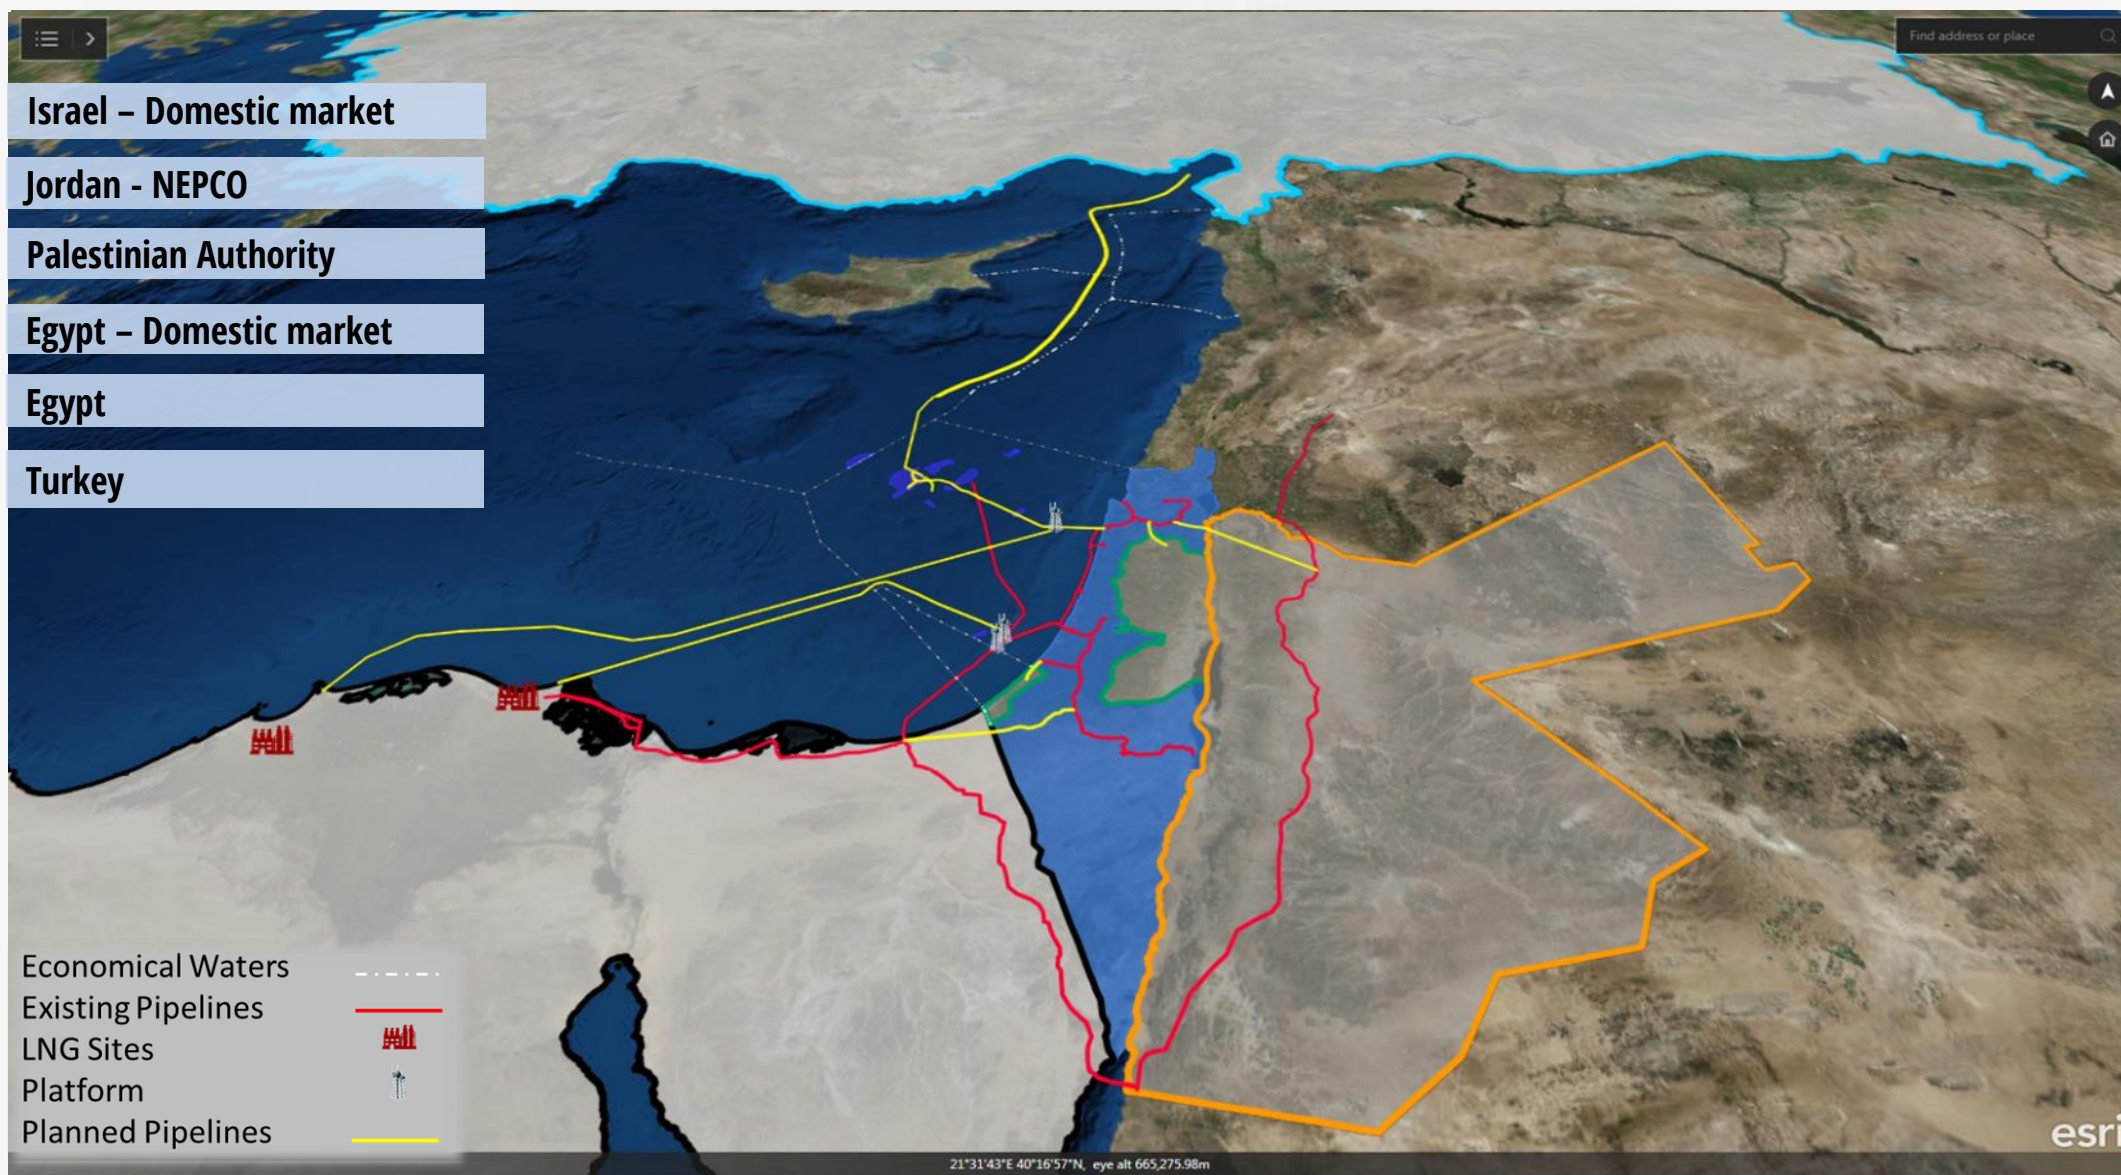 Find address or place
Israel – Domestic market
Jordan - NEPCO
Palestinian Authority
Egypt – Domestic market
Egypt
Turkey
Economical Waters
Existing Pipelines
LNG Sites
Platform
Planned Pipelines
esri
21°31'43"E 40°16'57"N, eye alt 665,275.98m